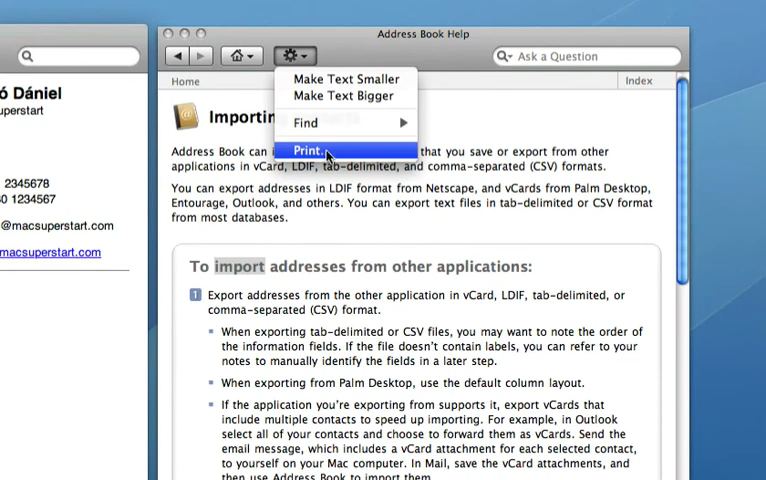 Address Book Help
Ask a Question
Home
Index
Make Text Smaller
Make Text Bigger
Find
Print
ó Dániel
uperstart
2345678
0 1234567
@macsuperstart.com
macsuperstart.com
Importing
Address Book can that you save or export from other
applications in vCard, LDIF, tab-delimited, and comma-separated (CSV) formats.
You can export addresses in LDIF format from Netscape, and vCards from Palm Desktop,
Entourage, Outlook, and others. You can export text files in tab-delimited or CSV format
from most databases.
To import addresses from other applications:
1 Export addresses from the other application in vCard, LDIF, tab-delimited, or
comma-separated (CSV) format.
When exporting tab-delimited or CSV files, you may want to note the order of
the information fields. If the file doesn't contain labels, you can refer to your
notes to manually identify the fields in a later step.
When exporting from Palm Desktop, use the default column layout.
If the application you're exporting from supports it, export vCards that
include multiple contacts to speed up importing. For example, in Outlook
select all of your contacts and choose to forward them as vCards. Send the
email message, which includes a vCard attachment for each selected contact,
to yourself on your Mac computer. In Mail, save the vCard attachments, and
then use Address Book to import them.